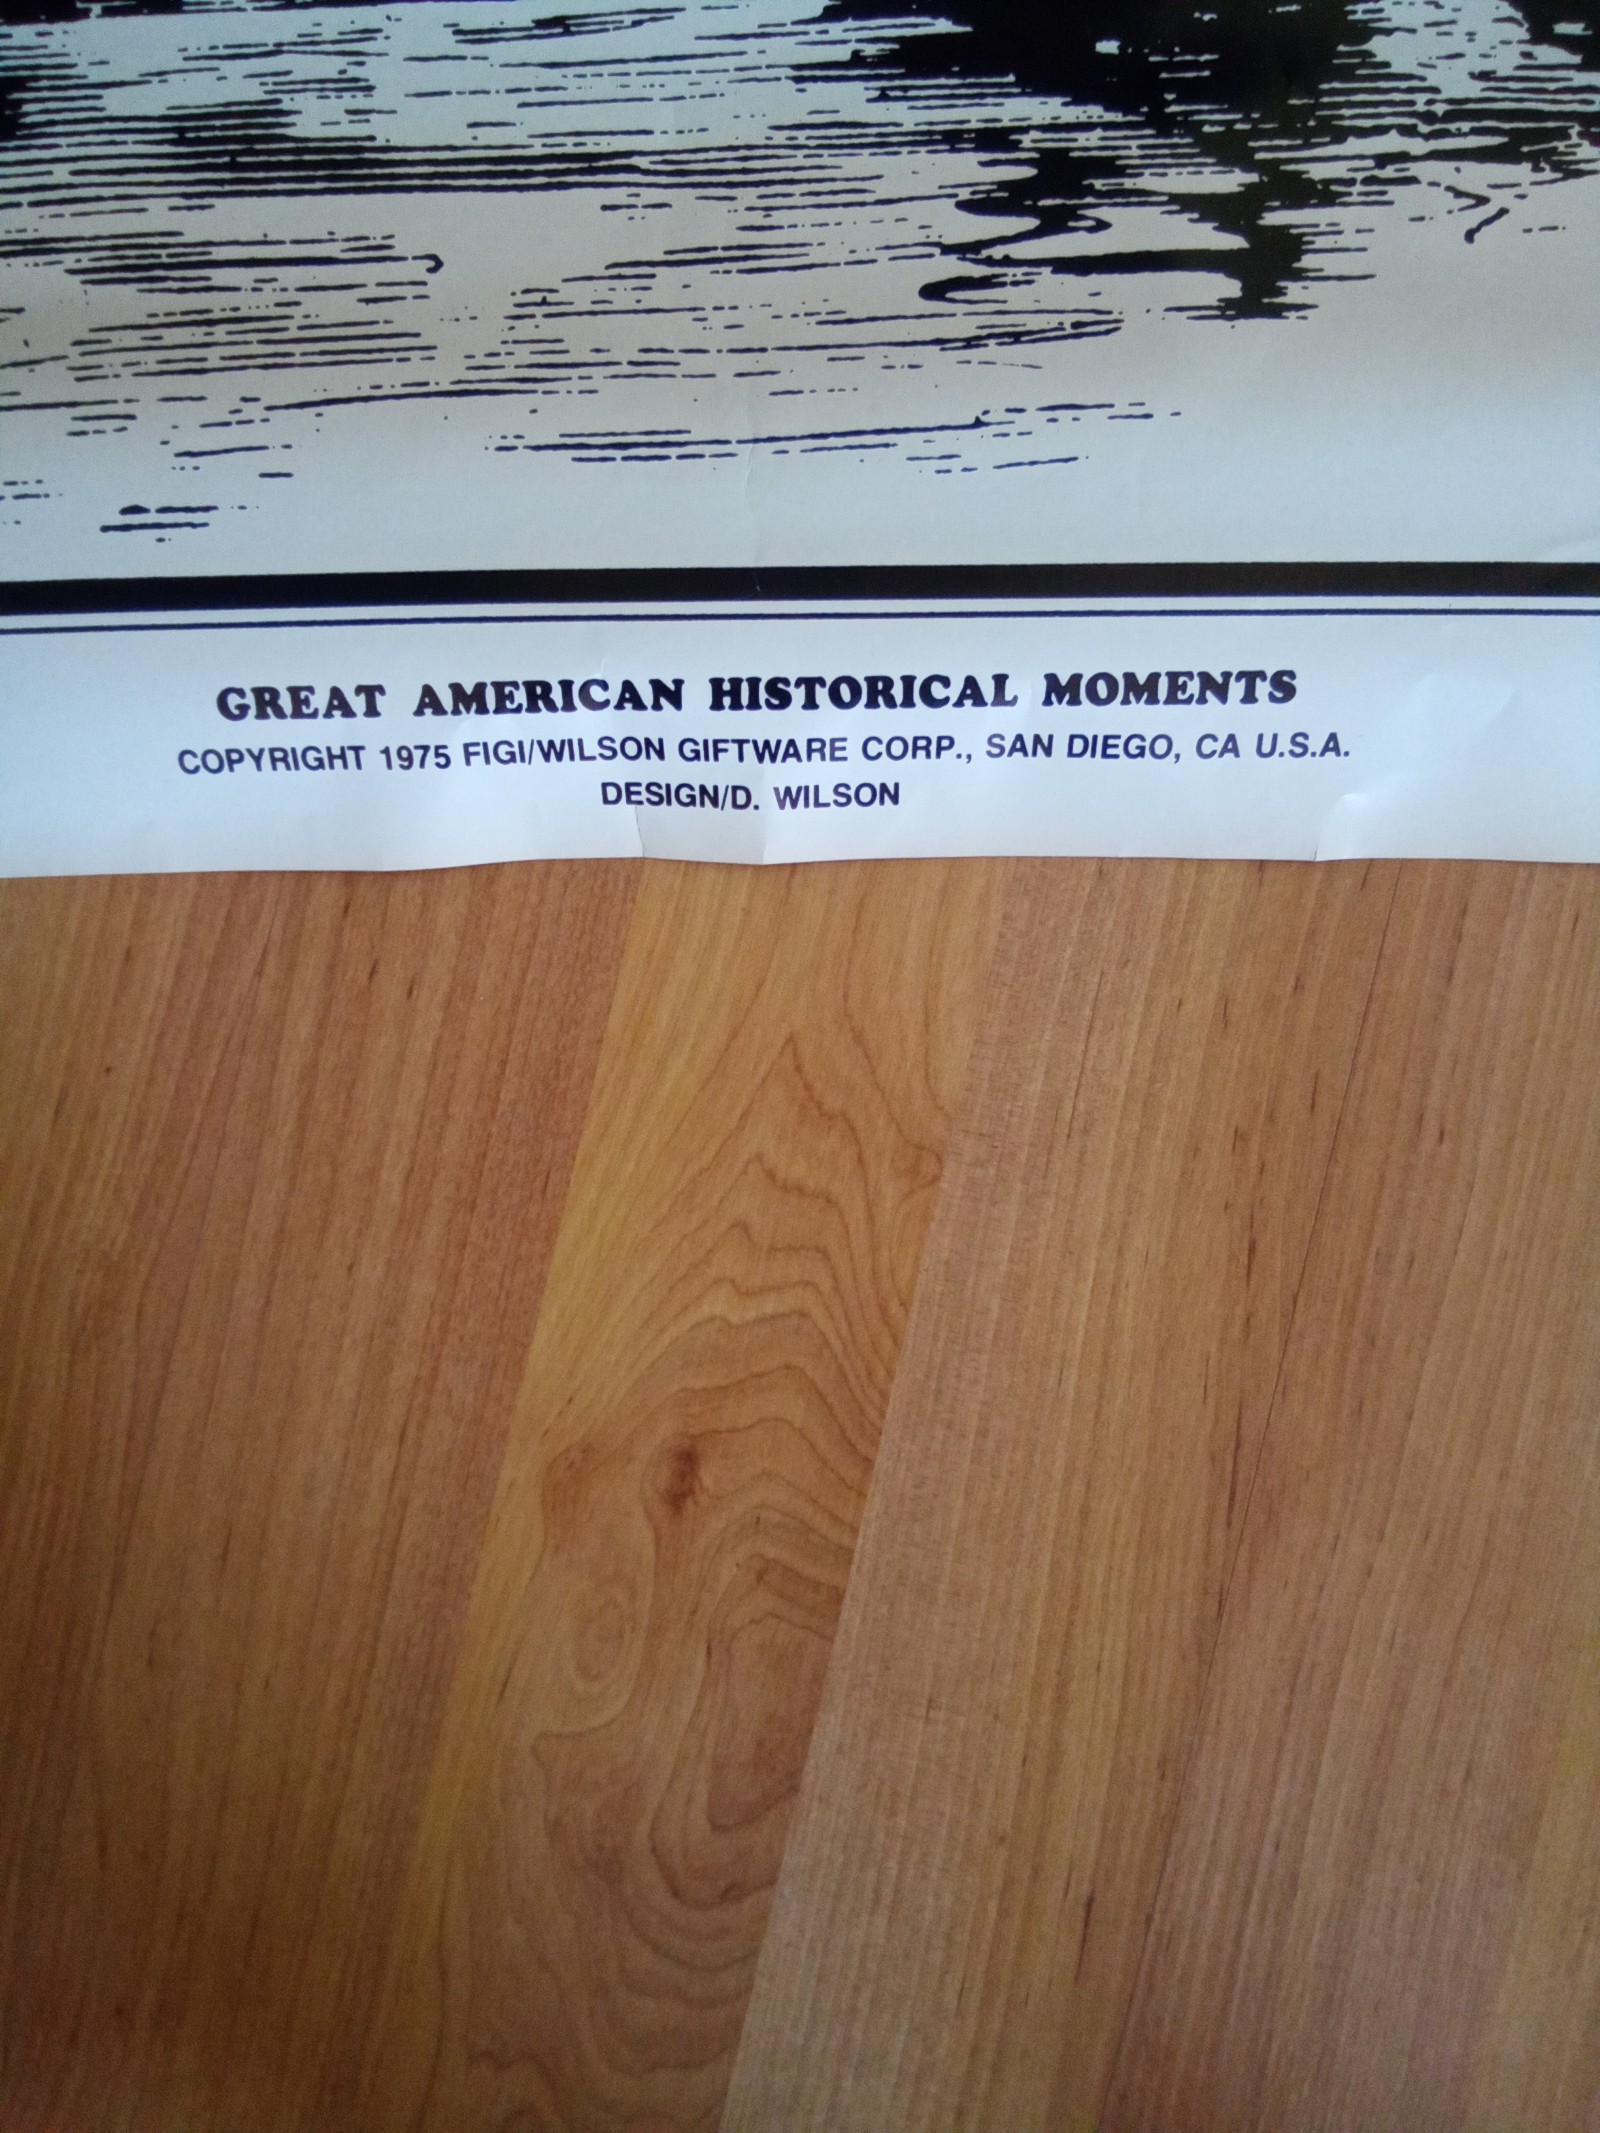 GREAT AMERICAN HISTORICAL MOMENTS
COPYRIGHT 1975 FIGI/WILSON GIFTWARE CORP., SAN DIEGO, CA U.S.A.
DESIGN/D. WILSON